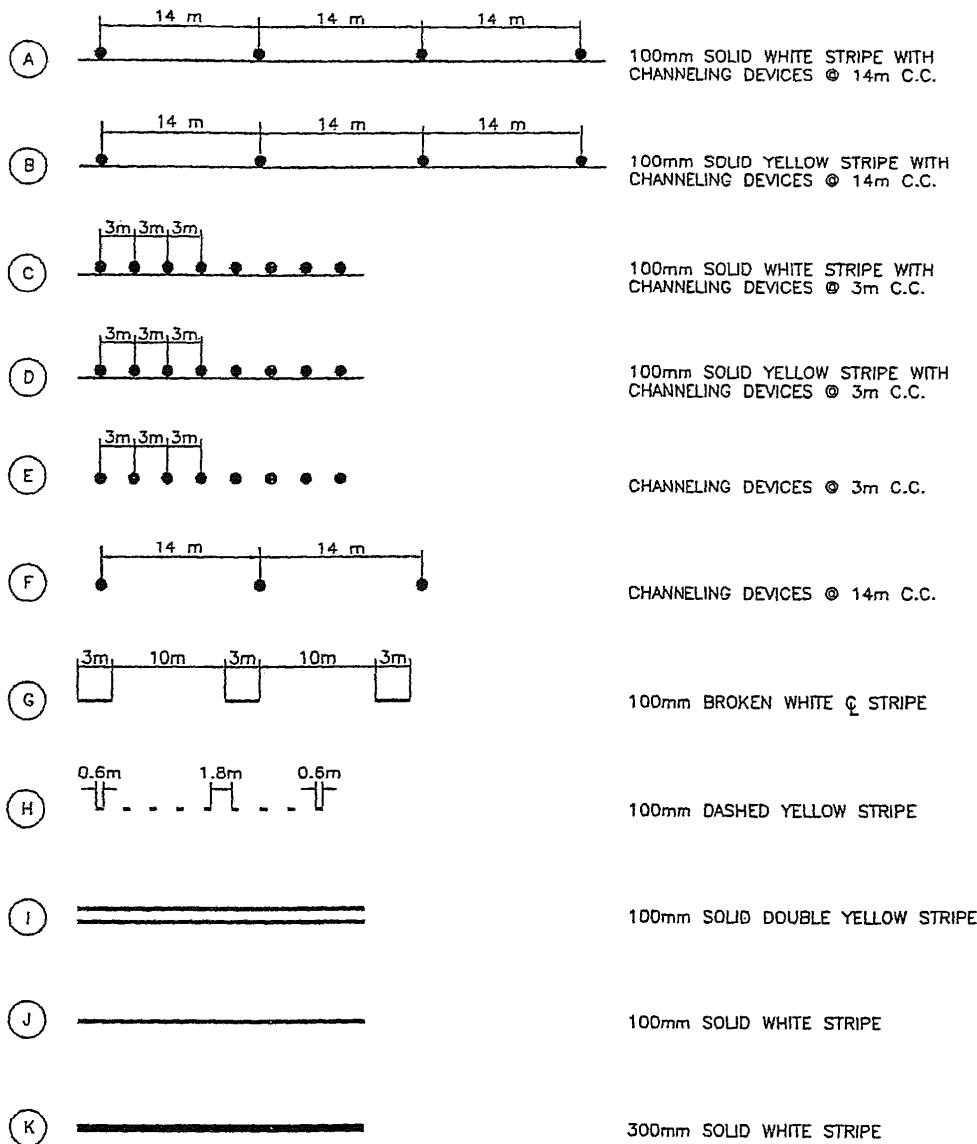 14 m 14 m 14 m
A
100mm SOLID WHITE STRIPE WITH
CHANNELING DEVICES @ 14m C.C.
14 m 14 m 14 m
B
100mm SOLID YELLOW STRIPE WITH
CHANNELING DEVICES @ 14m C.C.
3m 3m 3m
C
100mm SOLID WHITE STRIPE WITH
CHANNELING DEVICES @ 3m C.C.
3m 3m 3m
D
100mm SOLID YELLOW STRIPE WITH
CHANNELING DEVICES @ 3m C.C.
3m 3m 3m
E
CHANNELING DEVICES @ 3m C.C.
14 m 14 m
F
CHANNELING DEVICES @ 14m C.C.
3m 10m 3m 10m 3m
G
100mm BROKEN WHITE ℄ STRIPE
0.6m 1.8m 0.6m
H
100mm DASHED YELLOW STRIPE
I
100mm SOLID DOUBLE YELLOW STRIPE
J
100mm SOLID WHITE STRIPE
K
300mm SOLID WHITE STRIPE